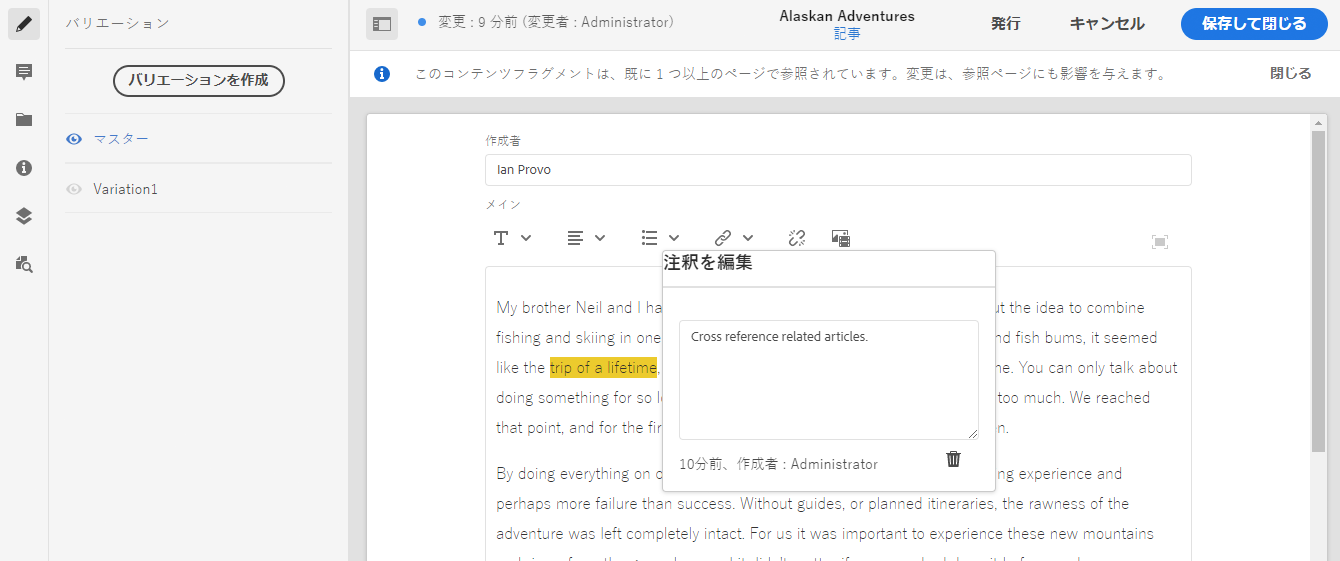 バリエーション
変更 : 9 分前 (変更者 : Administrator)
Alaskan Adventures
記事
発行
キャンセル
保存して閉じる
バリエーションを作成
このコンテンツフラグメントは、既に 1 つ以上のページで参照されています。変更は、参照ページにも影響を与えます。
閉じる
マスター
Variation1
作成者
Ian Provo
メイン
注釈を編集
Cross reference related articles.
10分前、作成者 : Administrator
My brother Neil and I ha ut the idea to combine
fishing and skiing in one nd fish bums, it seemed
like the trip of a lifetime, ne. You can only talk about
doing something for so l too much. We reached
that point, and for the fir en.
By doing everything on o ng experience and
perhaps more failure than success. Without guides, or planned itineraries, the rawness of the
adventure was left completely intact. For us it was important to experience these new mountains